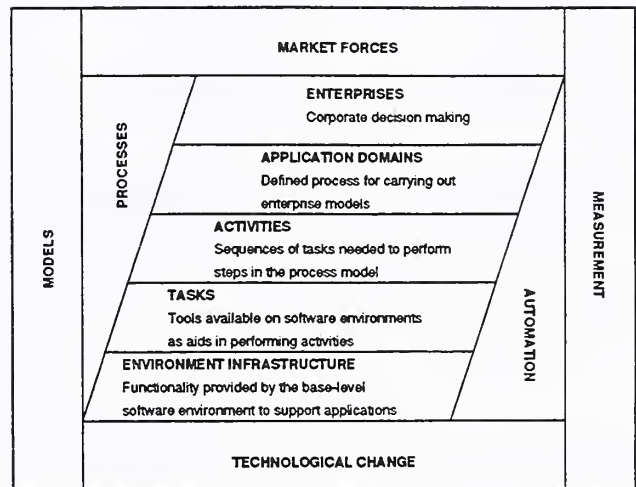 MARKET FORCES
MODELS
PROCESSES
ENTERPRISES
Corporate decision making
APPLICATION DOMAINS
Defined process for carrying out
enterprise models
ACTIVITIES
Sequences of tasks needed to perform
steps in the process model
TASKS
Tools available on software environments
as aids in performing activities
ENVIRONMENT INFRASTRUCTURE
Functionality provided by the base-level
software environment to support applications
AUTOMATION
MEASUREMENT
TECHNOLOGICAL CHANGE